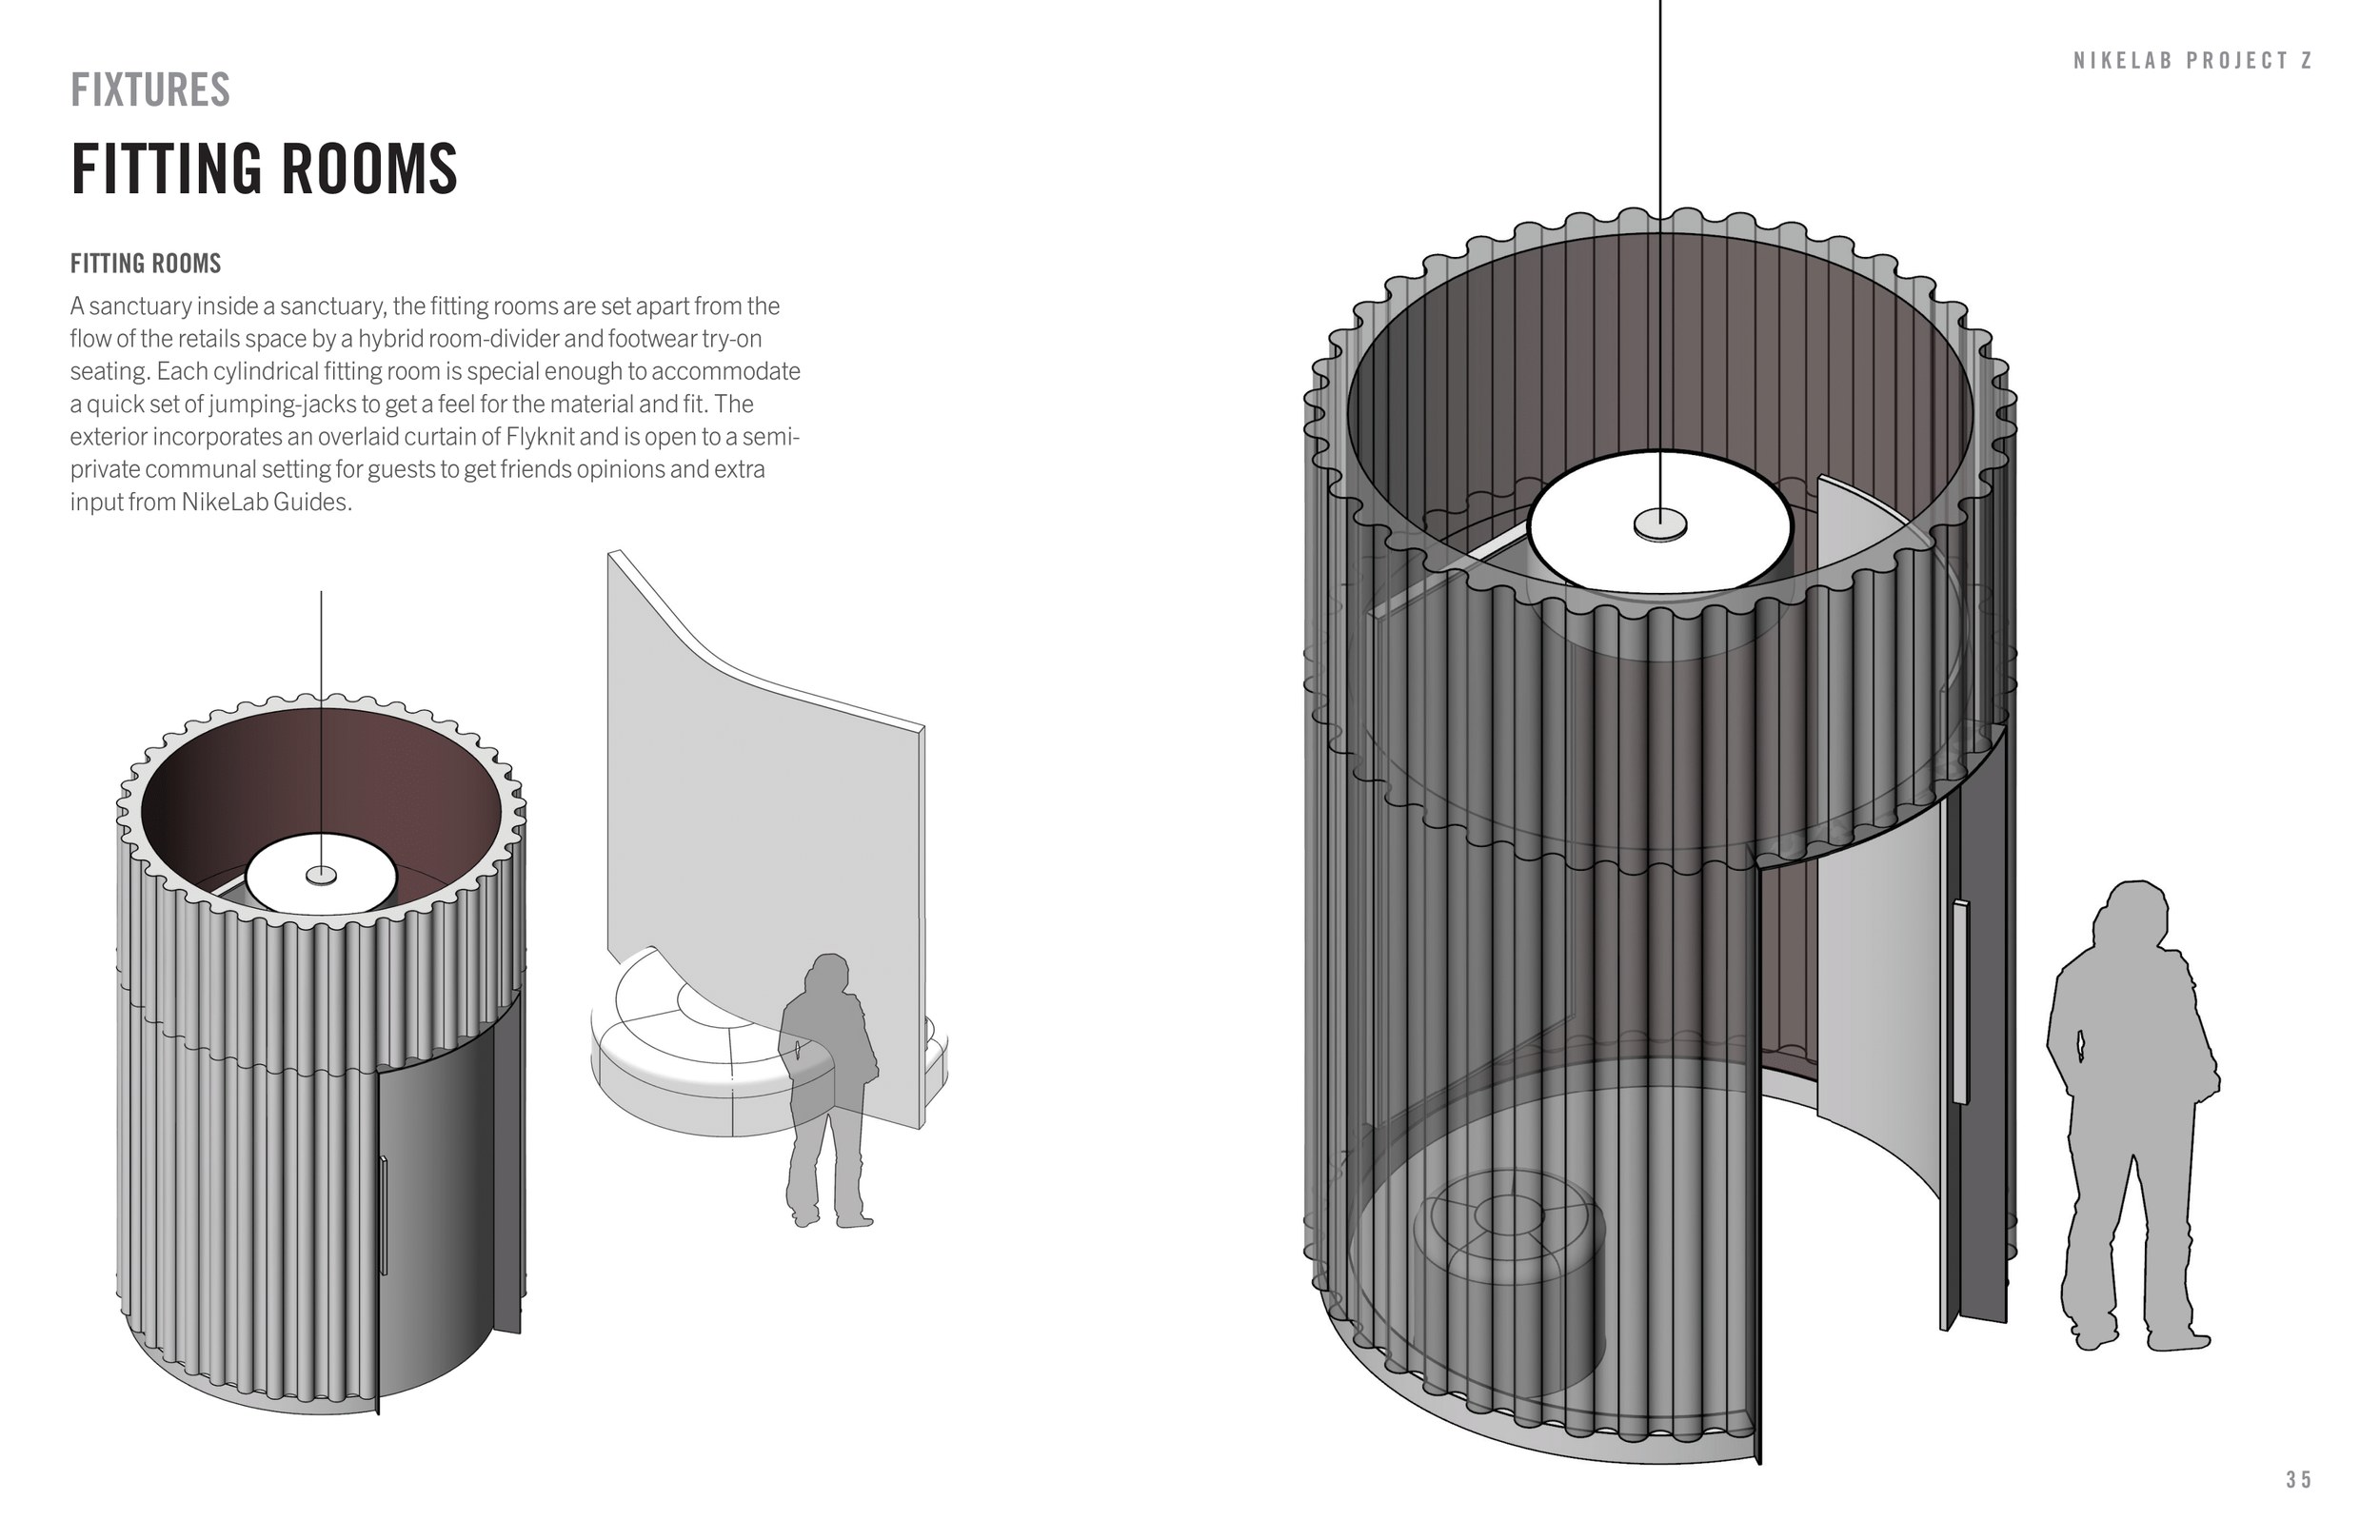 NIKELAB PROJECT Z
FIXTURES
FITTING ROOMS
FITTING ROOMS
A sanctuary inside a sanctuary, the fitting rooms are set apart from the
flow of the retails space by a hybrid room-divider and footwear try-on
seating. Each cylindrical fitting room is special enough to accommodate
a quick set of jumping-jacks to get a feel for the material and fit. The
exterior incorporates an overlaid curtain of Flyknit and is open to a semi-
private communal setting for guests to get friends opinions and extra
input from NikeLab Guides.
35